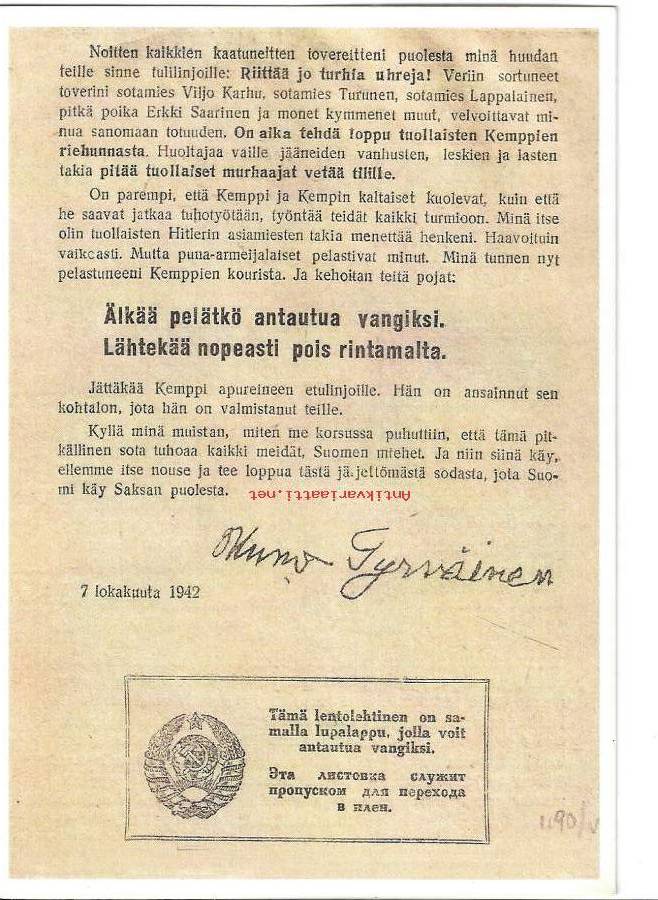 Noitten kaikkien kaatuneitten tovereitteni puolesta minä huudan
teille sinne tulilinjoille: Riittää jo turhia uhreja! Veriin sortuneet
toverini sotamies Viljo Karhu, sotamies Turunen, sotamies Lappalainen,
pitkä poika Erkki Saarinen ja monet kymmenet muut, velvoittavat mi-
nua sanomaan totuuden. On aika tehdä loppu tuollaisten Kemppien
riehunnasta. Huoltajaa vaille jääneiden vanhusten, leskien ja lasten
takia pitää tuollaiset murhaajat vetää tilille.
On parempi, että Kemppi ja Kempin kaltaiset kuolevat, kuin että
he saavat jatkaa tuhotyötään, työntää teidät kaikki turmioon. Minä itse
olin tuollaisten Hitlerin asiamiesten takia menettää henkeni. Haavoituin
vaikeasti. Mutta puna-armeijalaiset pelastivat minut. Minä tunnen nyt
pelastuneeni Kemppien kourista. Ja kehoitan teitä pojat:
Älkää pelätkö antautua vangiksi.
Lähtekää nopeasti pois rintamalta.
Jättäkää Kemppi apureineen etulinjoille. Hän on ansainnut sen
kohtalon, jota hän on valmistanut teille.
Kyllä minä muistan, miten me korsussa puhuttiin, että tämä pit-
källinen sota tuhoaa kaikki meidät, Suomen miehet. Ja niin siinä käy,
ellemme itse nouse ja tee loppua tästä järjettömästä sodasta, jota Suo-
mi käy Saksan puolesta.
Antikvariaatti.net
Tyrväinen
7 lokakuuta 1942
Tämä lentolehtinen on sa-
malla lupalappu, jolla voit
antautua vangiksi.
Эта листовка служит
пропуском для перехода
в плен.